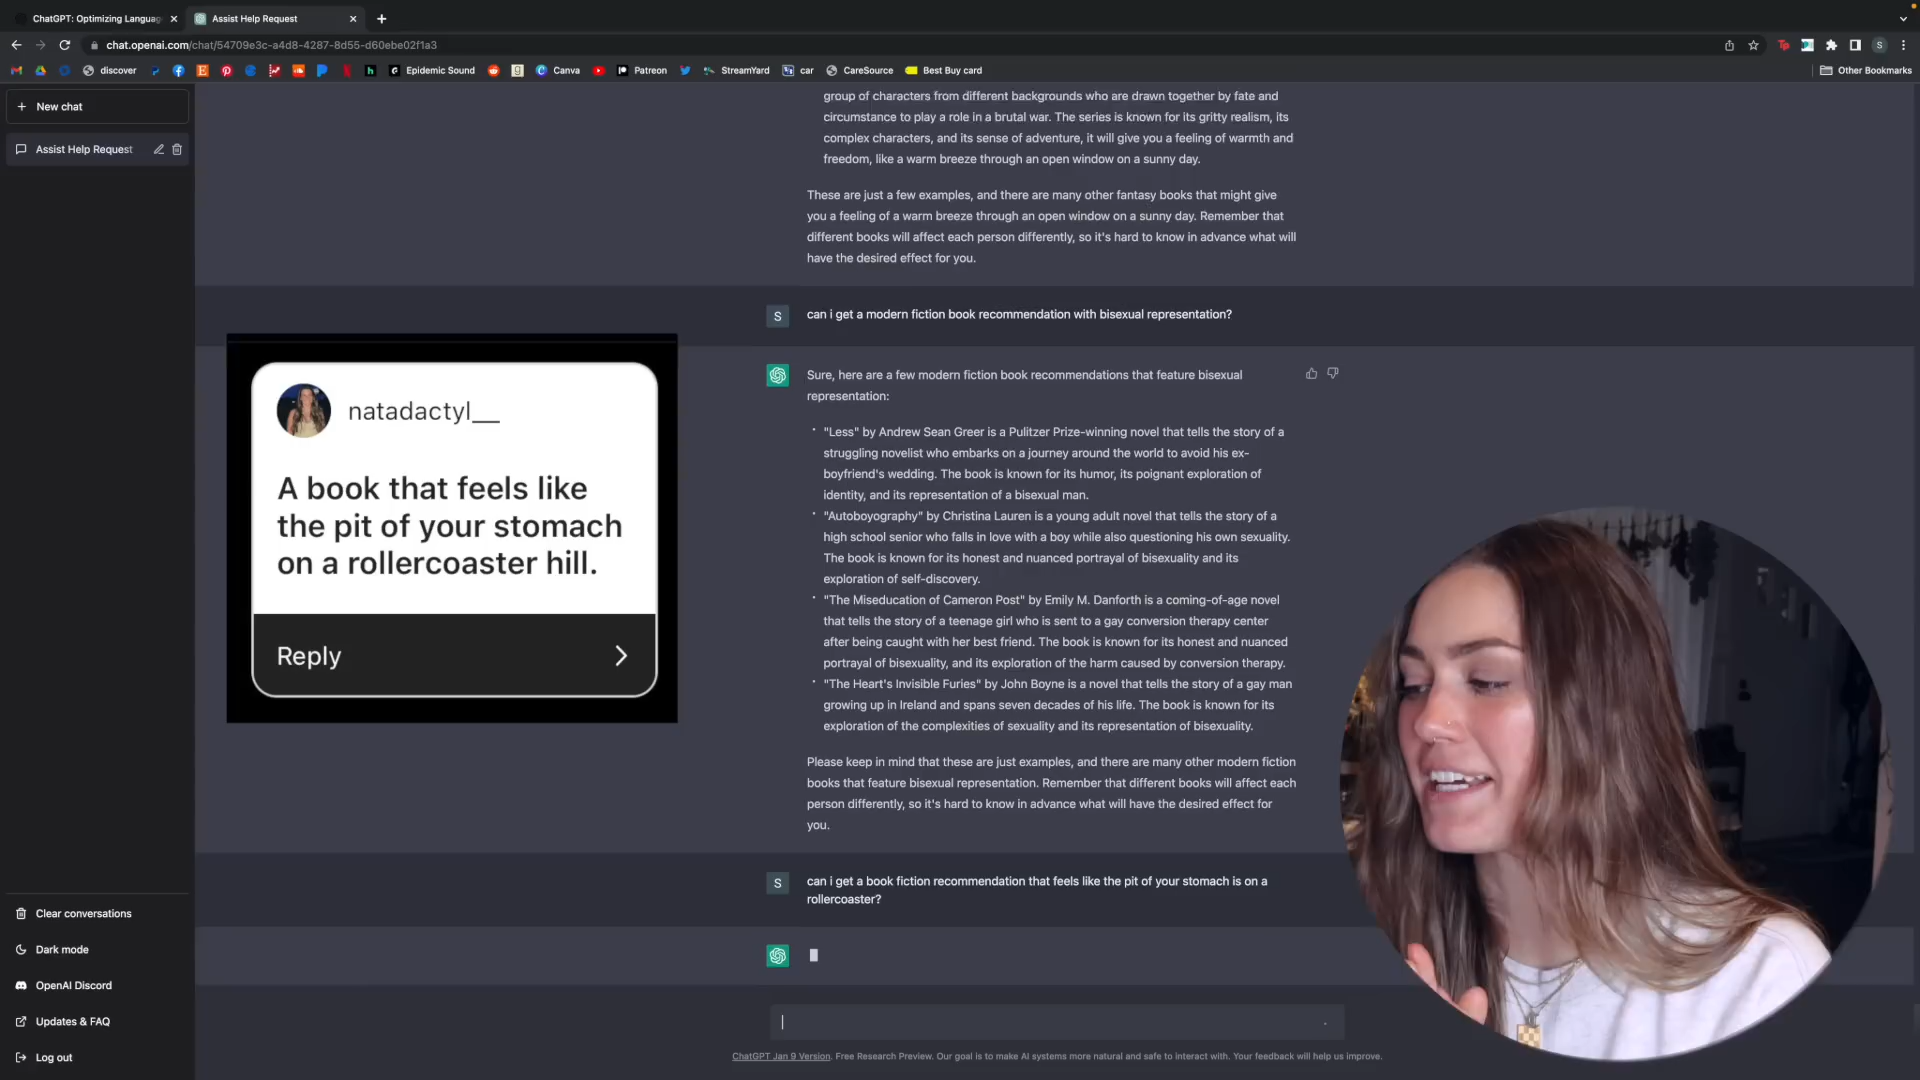 ChatGPT: Optimizing Languag
Assist Help Request
chat.openai.com/chat/54709e3c-a4d8-4287-8d55-d60ebe02f1a3
S
discover
Epidemic Sound
Canva
Patreon
StreamYard
car
CareSource
Best Buy card
Other Bookmarks
New chat
Assist Help Request
group of characters from different backgrounds who are drawn together by fate and
circumstance to play a role in a brutal war. The series is known for its gritty realism, its
complex characters, and its sense of adventure, it will give you a feeling of warmth and
freedom, like a warm breeze through an open window on a sunny day.
These are just a few examples, and there are many other fantasy books that might give
you a feeling of a warm breeze through an open window on a sunny day. Remember that
different books will affect each person differently, so it's hard to know in advance what will
have the desired effect for you.
S
can i get a modern fiction book recommendation with bisexual representation?
Sure, here are a few modern fiction book recommendations that feature bisexual
representation:
• "Less" by Andrew Sean Greer is a Pulitzer Prize-winning novel that tells the story of a
struggling novelist who embarks on a journey around the world to avoid his ex-
boyfriend's wedding. The book is known for its humor, its poignant exploration of
identity, and its representation of a bisexual man.
• "Autoboyography" by Christina Lauren is a young adult novel that tells the story of a
high school senior who falls in love with a boy while also questioning his own sexuality.
The book is known for its honest and nuanced portrayal of bisexuality and its
exploration of self-discovery.
• "The Miseducation of Cameron Post" by Emily M. Danforth is a coming-of-age novel
that tells the story of a teenage girl who is sent to a gay conversion therapy center
after being caught with her best friend. The book is known for its honest and nuanced
portrayal of bisexuality, and its exploration of the harm caused by conversion therapy.
• "The Heart's Invisible Furies" by John Boyne is a novel that tells the story of a gay man
growing up in Ireland and spans seven decades of his life. The book is known for its
exploration of the complexities of sexuality and its representation of bisexuality.
Please keep in mind that these are just examples, and there are many other modern fiction
books that feature bisexual representation. Remember that different books will affect each
person differently, so it's hard to know in advance what will have the desired effect for
you.
S
can i get a book fiction recommendation that feels like the pit of your stomach is on a
rollercoaster?
natadactyl__
A book that feels like
the pit of your stomach
on a rollercoaster hill.
Reply
Clear conversations
Dark mode
OpenAI Discord
Updates & FAQ
Log out
ChatGPT Jan 9 Version. Free Research Preview. Our goal is to make AI systems more natural and safe to interact with. Your feedback will help us improve.